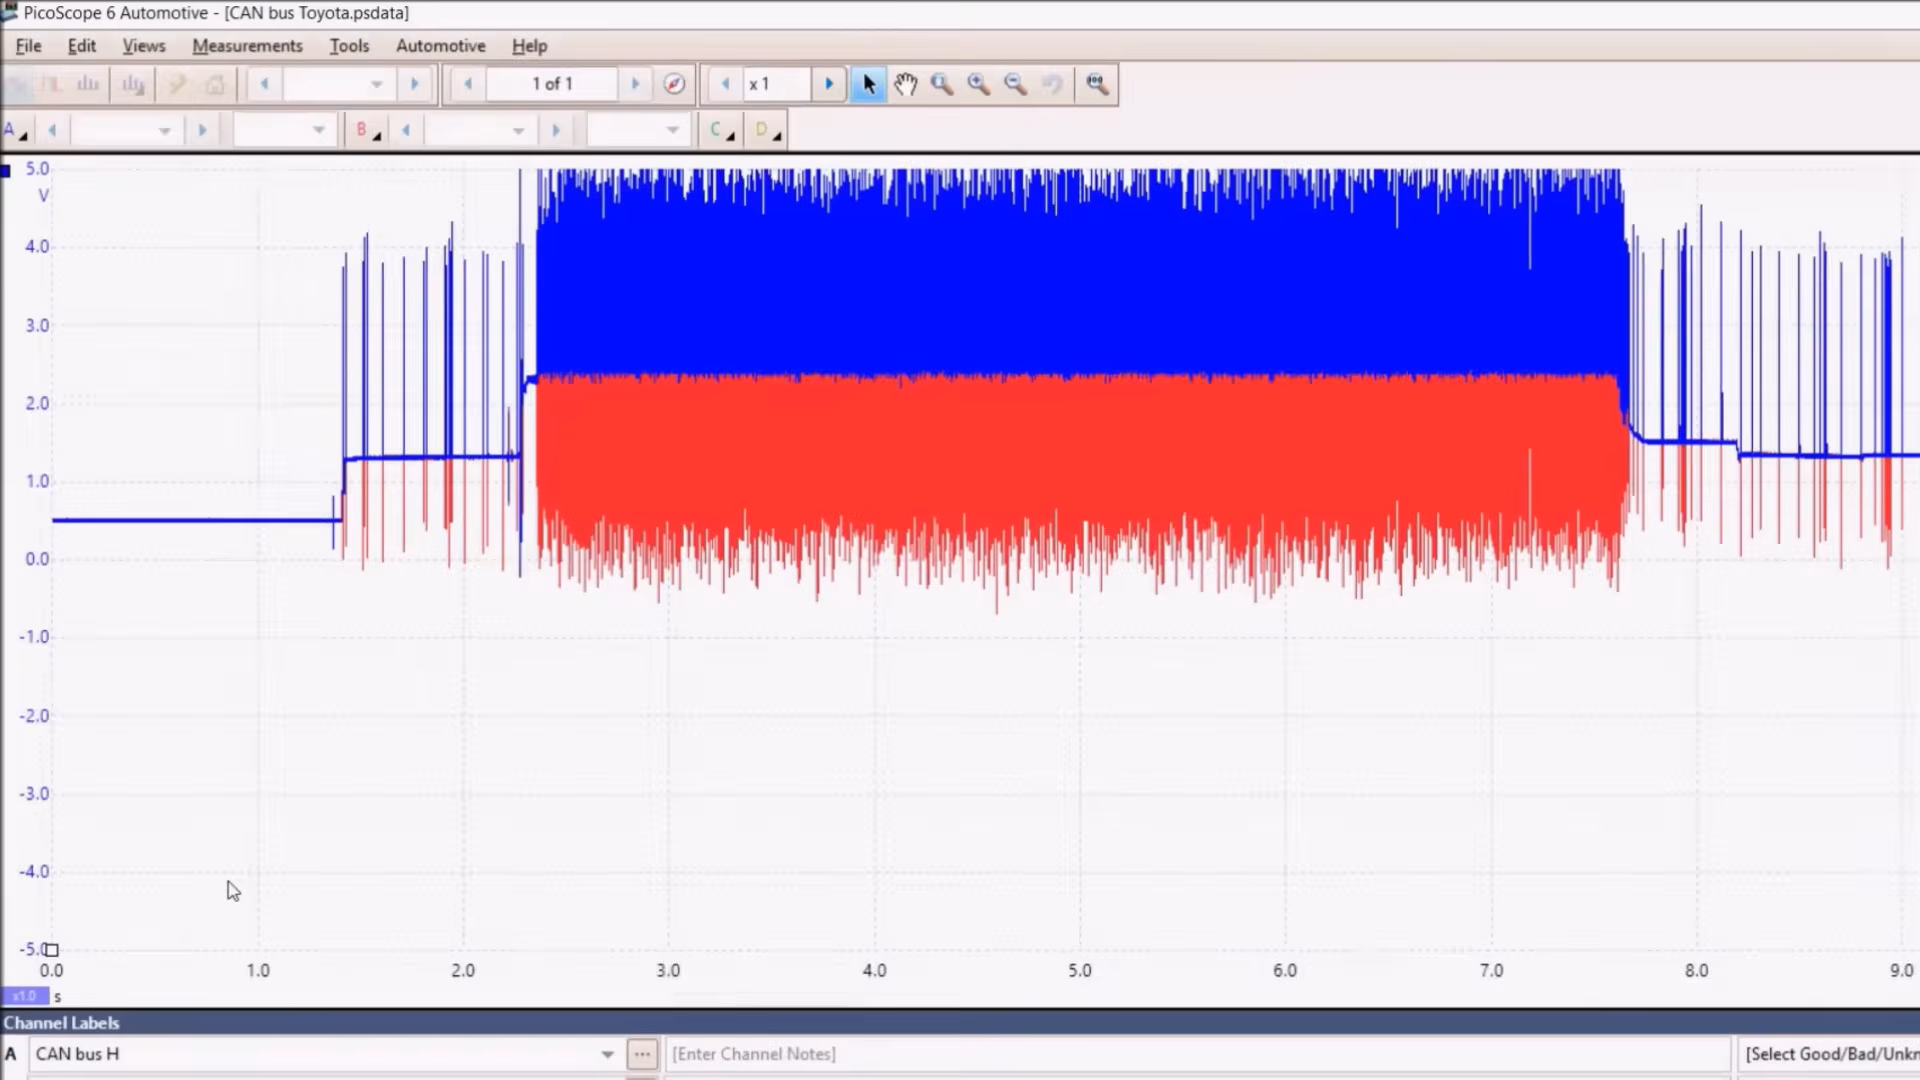 PicoScope 6 Automotive - [CAN bus Toyota.psdata]
File Edit Views Measurements Tools Automotive Help
1 of 1 x 1
A B C D
5.0
V
4.0
3.0
2.0
1.0
0.0
-1.0
-2.0
-3.0
-4.0
-5.0
0.0 1.0 2.0 3.0 4.0 5.0 6.0 7.0 8.0 9.0
x1.0 s
Channel Labels
A CAN bus H ... [Enter Channel Notes] [Select Good/Bad/Unkn